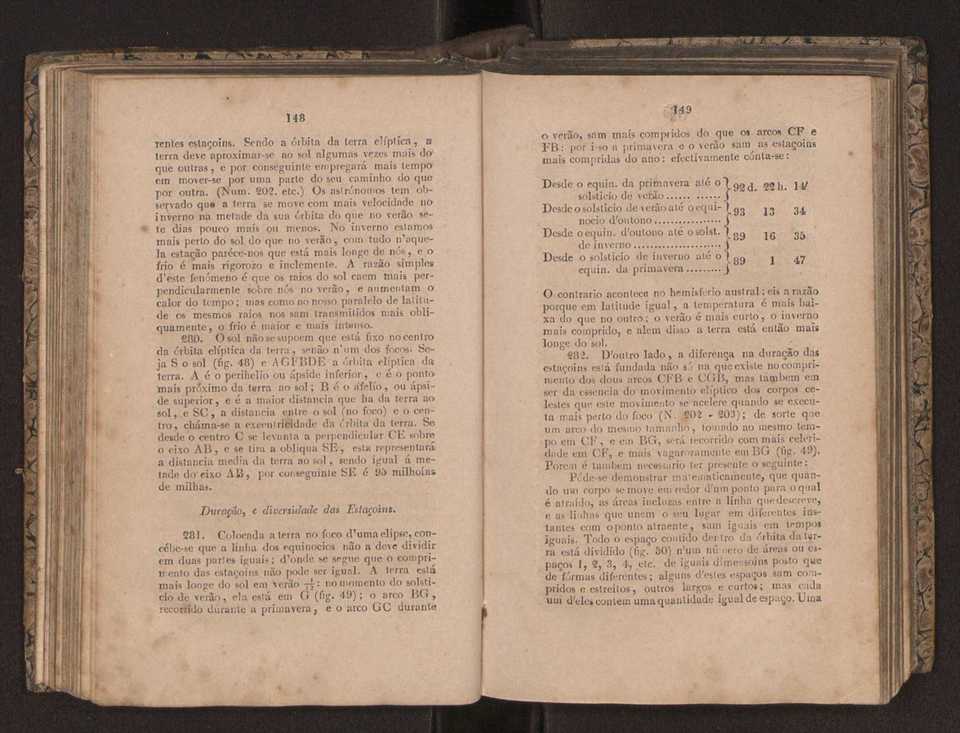 148
rentes estaçoins. Sendo a órbita da terra elíptica, a
terra deve aproximar-se ao sol algumas vezes mais do
que outras, e por conseguinte empregará mais tempo
em mover-se por uma parte do seu caminho do que
por outra. (Num. 202. etc.) Os astrónomos tem ob-
servado que a terra se move com mais velocidade no
inverno na metade da sua órbita do que no verão se-
te dias pouco mais ou menos. No inverno estamos
mais perto do sol do que no verão, com tudo n'aque-
la estação paréce-nos que está mais longe de nós, e o
frio é mais rigorozo e inclemente. A razão simples
d'este fenómeno é que os raios do sol caem mais per-
pendicularmente sobre nós no verão, e aumentam o
calor do tempo; mas como no nosso paralelo de latitu-
de os mesmos raios nos sam transmitidos mais obli-
quamente, o frio é maior e mais intenso.
280. O sol não se supoem que está fixo no centro
da órbita elíptica da terra, senão n'um dos focos. Se-
ja S o sol (fig. 48) e AGFBDE a órbita elíptica da
terra. A é o perihelio ou ápside inferior, e é o ponto
mais próximo da terra ao sol; B é o áfelio, ou ápsi-
de superior, e é a maior distancia que ha da terra ao
sol, e SC, a distancia entre o sol (no foco) e o cen-
tro, cháma-se a excentricidade da órbita da terra. Se
desde o centro C se levanta a perpendicular CE sobre
o eixo AB, e se tira a obliqua SE, esta representará
a distancia media da terra ao sol, sendo igual á me-
tade do eixo AB, por conseguinte SE é 95 milhoins
de milhas.
Duração, e diversidade das Estaçoins.
281. Colocada a terra no foco d'uma elipse, con-
cébe-se que a linha dos equinocios não a deve dividir
em duas partes iguais; d'onde se segue que o compri-
mento das estaçoins não pode ser igual. A terra está
mais longe do sol em verão : no momento do solsti-
cio de verão, ela está em G (fig. 49); o arco BG,
recorrido durante a primavera, e o arco GC durante
149
o verão, sam mais compridos do que os arcos CF e
FB: por i-so a primavera e o verão sam as estaçoins
mais compridas do ano: efectivamente cónta-se:
Desde o equin. da primavera até o } 92 d. 22 h. 14'
solsticio de verão ............
Desde o solsticio de verão até o equi- } 93 13 34
nocio d'outono .................
Desde o equin. d'outono até o solst. } 89 16 35
de inverno ......................
Desde o solsticio de inverno até o } 89 1 47
equin. da primavera .........
O contrario acontece no hemisferio austral: eis a razão
porque em latitude igual, a temperatura é mais bai-
xa do que no outro; o verão é mais curto, o inverno
mais comprido, e alem disso a terra está então mais
longe do sol.
282. D'outro lado, a diferença na duração das
estaçoins está fundada não só na que existe no compri-
mento dos dous arcos CFB e CGB, mas tambem em
ser da essencia do movimento elíptico dos corpos ce-
lestes que este movimento se acelere quando se execu-
ta mais perto do foco (N. 202 - 203); de sorte que
um arco do mesmo tamanho, tomado ao mesmo tem-
po em CF, e em BG, será recorrido com mais celeri-
dade em CF, e mais vagarozamente em BG (fig. 49).
Porem é tambem necessario ter presente o seguinte:
Póde-se demonstrar matematicamente, que quan-
do um corpo se move em redor d'um ponto para o qual
é atraído, as áreas incluzas entre a linha que descreve,
e as linhas que unem o seu lugar em diferentes ins-
tantes com o ponto atraente, sam iguais em tempos
iguais. Todo o espaço contido dentro da órbita da ter-
ra está dividido (fig. 50) n'um número de áreas ou es-
paços 1, 2, 3, 4, etc. de iguais dimensoins posto que
de fórmas diferentes; alguns d'estes espaços sam com-
pridos e estreitos, outros largos e curtos; mas cada
um d'eles contem uma quantidade igual de espaço. Uma